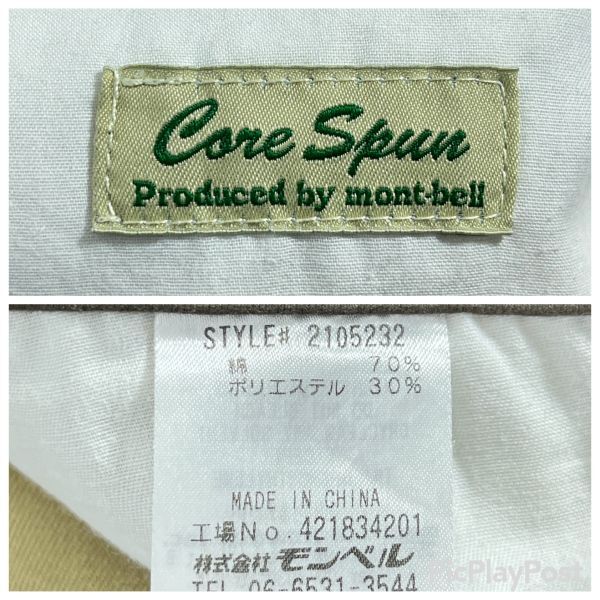 Core Spun
Produced by mont-bell
STYLE# 2105232
綿 70%
ポリエステル 30%
MADE IN CHINA
工場No.421834201
株式会社 モンベル
TEL 06-6531-3544
PicPlayPost